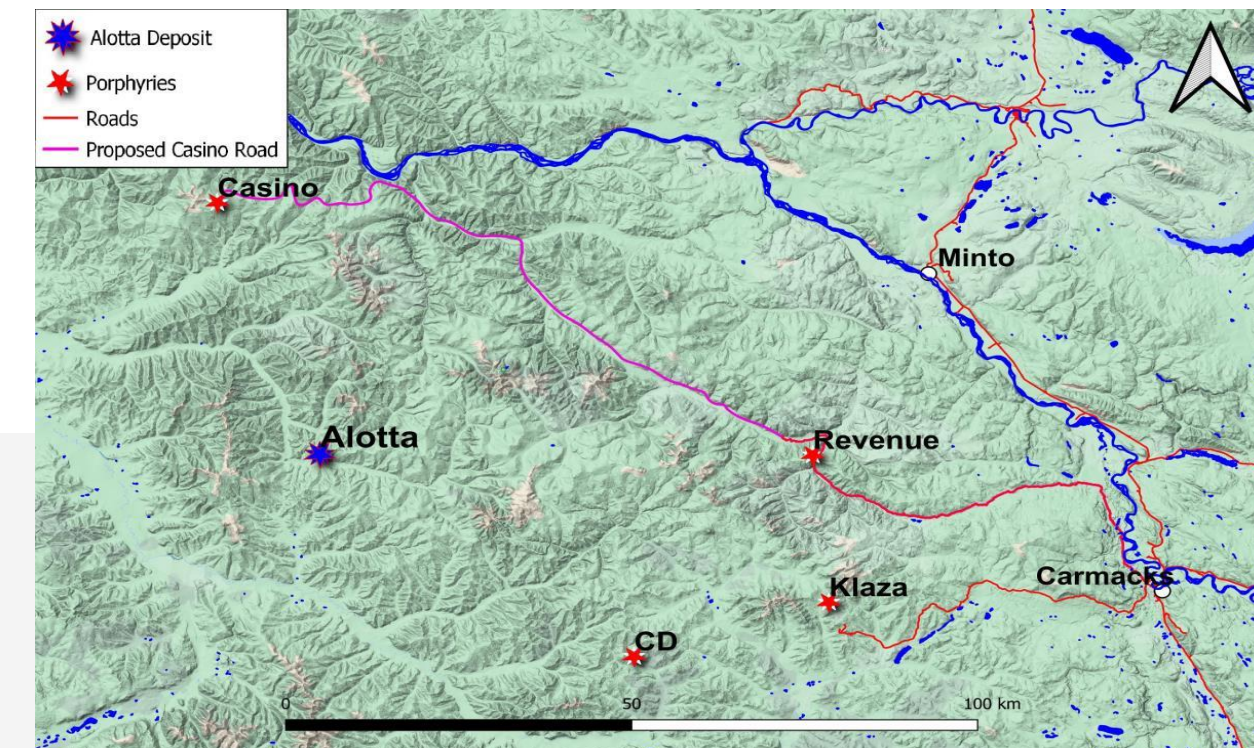 Alotta Deposit
Porphyries
Roads
Proposed Casino Road
Casino
Minto
Alotta
Revenue
Klaza
Carmacks
CD
0 50 100 km